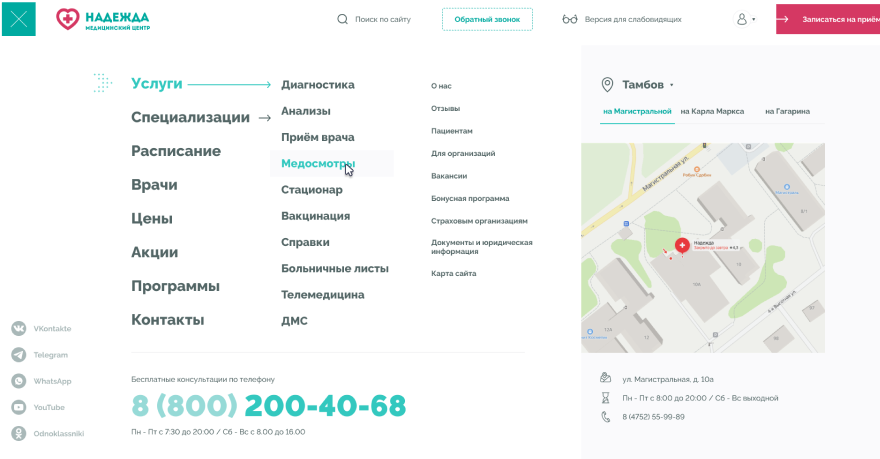 НАДЕЖДА
МЕДИЦИНСКИЙ ЦЕНТР
Поиск по сайту
Обратный звонок
Версия для слабовидящих
Записаться на приём
Услуги
Специализации
Расписание
Врачи
Цены
Акции
Программы
Контакты
Диагностика
Анализы
Приём врача
Медосмотры
Стационар
Вакцинация
Справки
Больничные листы
Телемедицина
ДМС
О нас
Отзывы
Пациентам
Для организаций
Вакансии
Бонусная программа
Страховым организациям
Документы и юридическая
информация
Карта сайта
VKontakte
Telegram
WhatsApp
YouTube
Odnoklassniki
Бесплатные консультации по телефону
8 (800) 200-40-68
Пн - Пт с 7:30 до 20:00 / Сб - Вс с 8.00 до 16.00
Тамбов
на Магистральной на Карла Маркса на Гагарина
Магистральная ул.
Надежда
ул. Магистральная, д. 10а
Пн - Пт с 8:00 до 20:00 / Сб - Вс выходной
8 (4752) 55-99-89